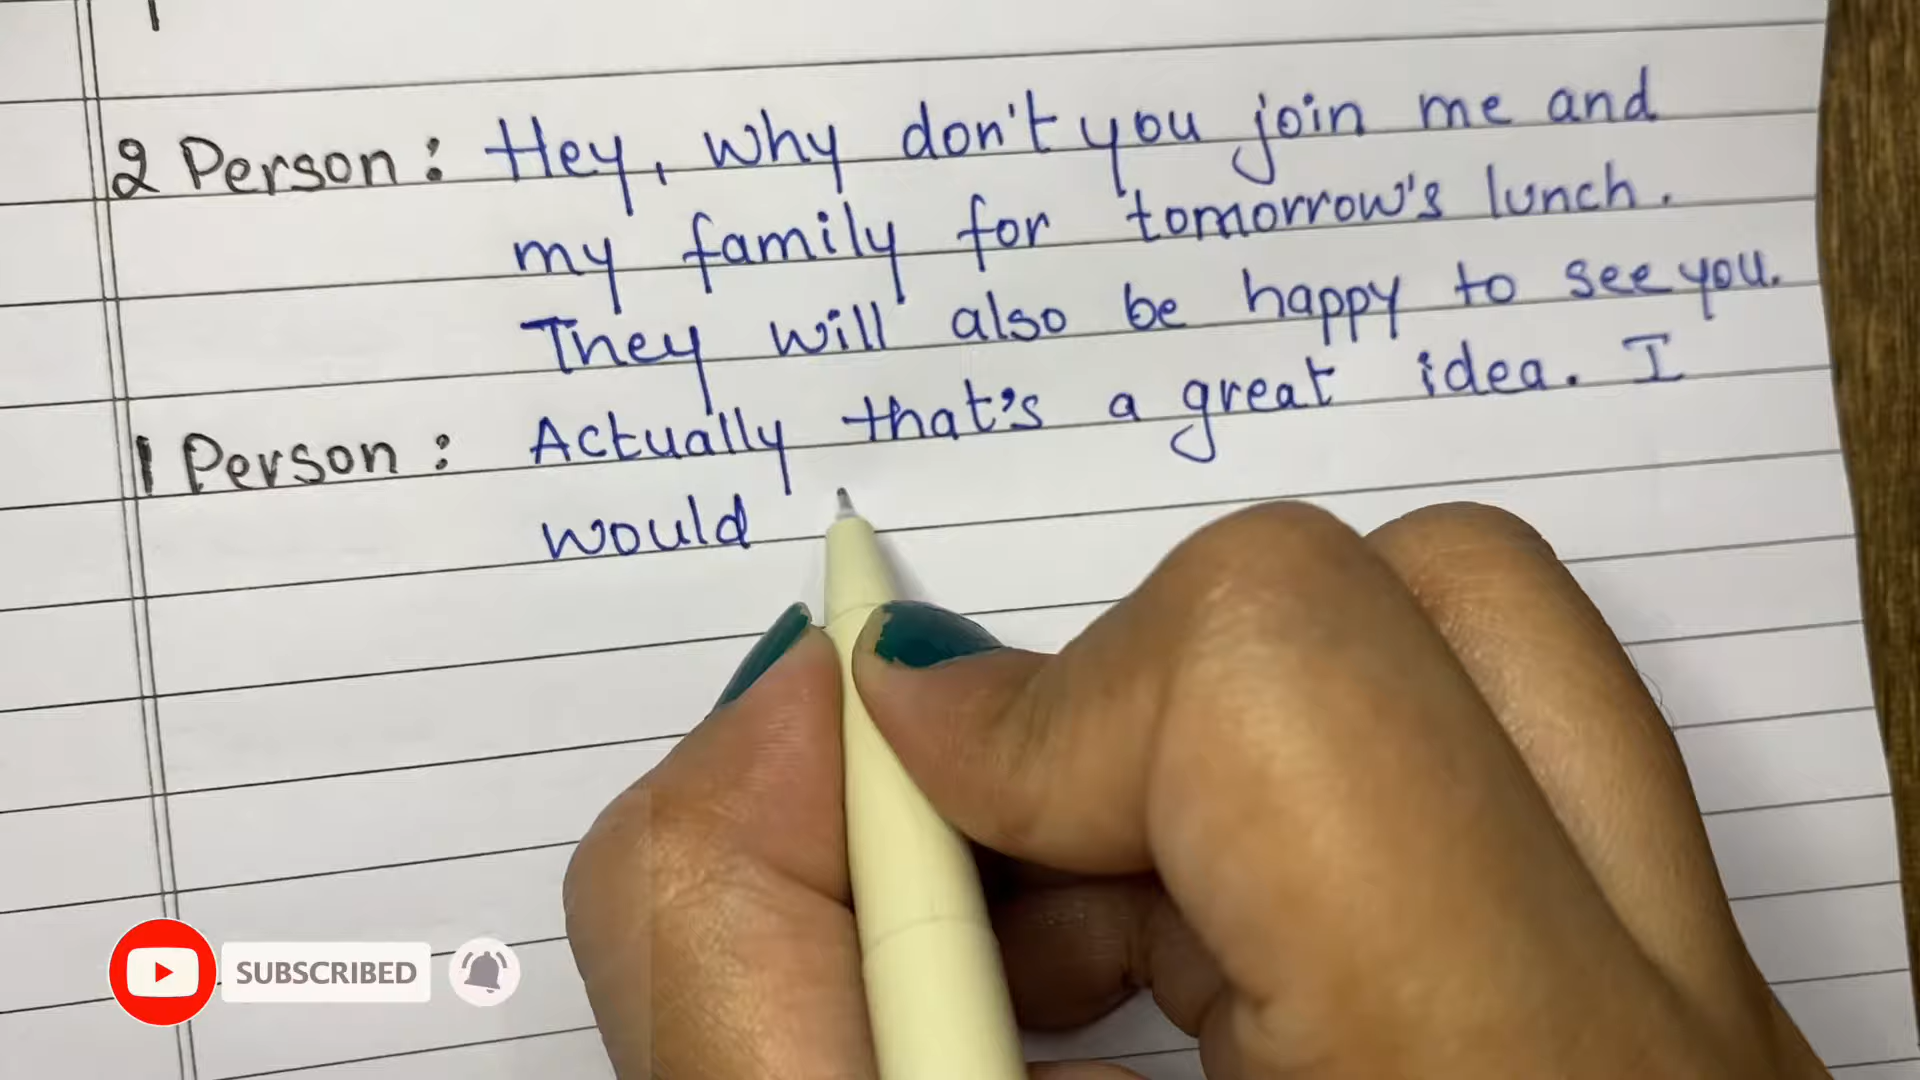 2 Person : Hey, why don't you join me and
my family for tomorrow's lunch.
They will also be happy to see you.
1 Person : Actually that's a great idea. I
would
SUBSCRIBED